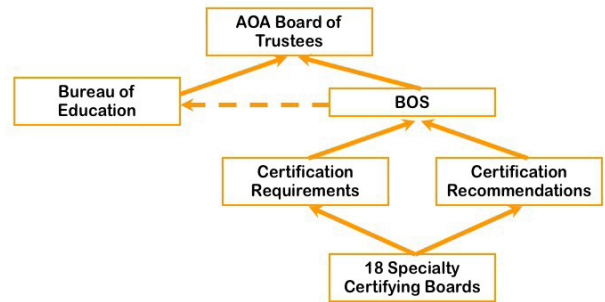 AOA Board of
Trustees
Bureau of
Education
BOS
Certification
Requirements
Certification
Recommendations
18 Specialty
Certifying Boards